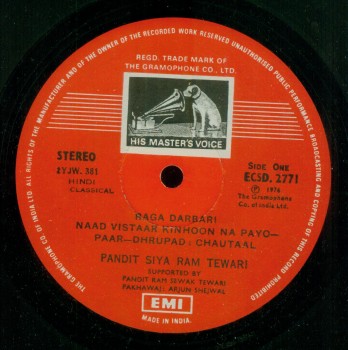 ALL RIGHTS OF THE MANUFACTURER AND OF THE OWNER OF THE RECORDED WORK RESERVED UNAUTHORISED PUBLIC PERFORMANCE BROADCASTING AND COPYING OF THIS RECORD PROHIBITED
THE GRAMOPHONE CO. OF INDIA LTD.
REGD. TRADE MARK OF
THE GRAMOPHONE CO., LTD.
HIS MASTER'S VOICE
STEREO
2YJW. 381
HINDI
CLASSICAL
SIDE ONE
ECSD. 2771
℗ 1976
The Gramophone
Co. of India Ltd.
RAGA DARBARI
NAAD VISTAAR KINHOON NA PAYO—
PAAR—DHRUPAD : CHAUTAAL
PANDIT SIYA RAM TEWARI
SUPPORTED BY
PANDIT RAM SEWAK TEWARI
PAKHAWAJ: ARJUN SHEJWAL
EMI
MADE IN INDIA.